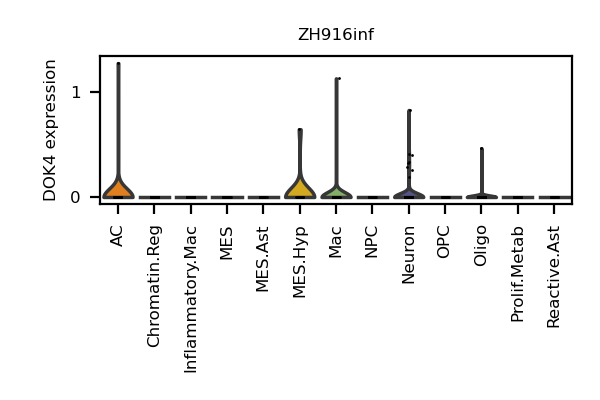 ZH916inf
DOK4 expression
1
0
AC
Chromatin.Reg
Inflammatory.Mac
MES
MES.Ast
MES.Hyp
Mac
NPC
Neuron
OPC
Oligo
Prolif.Metab
Reactive.Ast